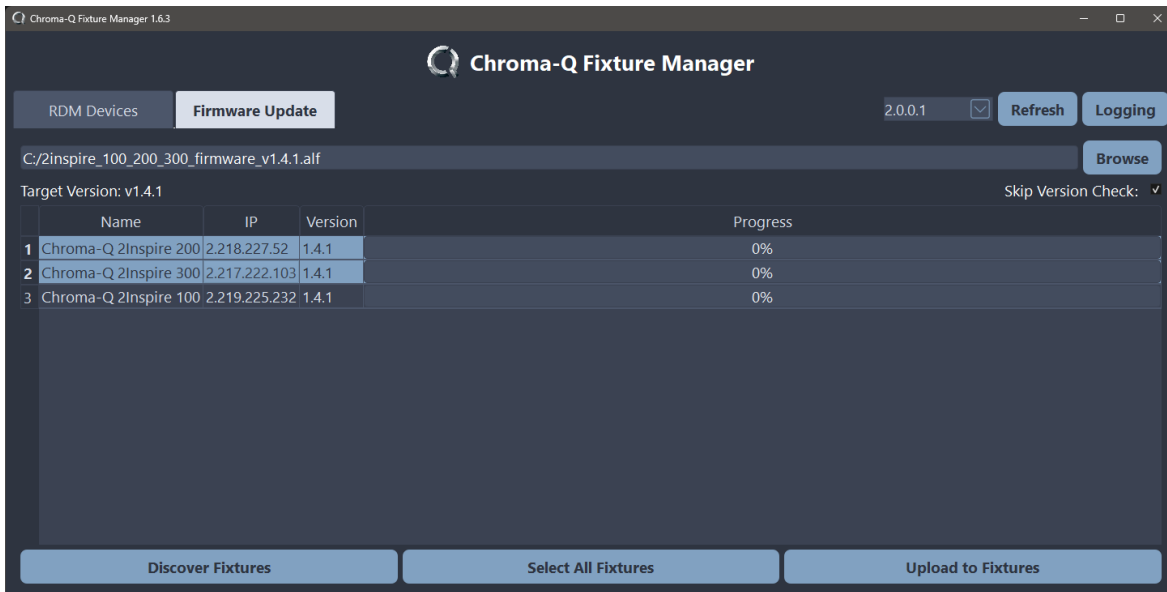 Chroma-Q Fixture Manager 1.6.3
Chroma-Q Fixture Manager
RDM Devices Firmware Update 2.0.0.1 Refresh Logging
C:/2inspire_100_200_300_firmware_v1.4.1.alf Browse
Target Version: v1.4.1 Skip Version Check:
Name IP Version Progress
1 Chroma-Q 2Inspire 200 2.218.227.52 1.4.1 0%
2 Chroma-Q 2Inspire 300 2.217.222.103 1.4.1 0%
3 Chroma-Q 2Inspire 100 2.219.225.232 1.4.1 0%
Discover Fixtures Select All Fixtures Upload to Fixtures